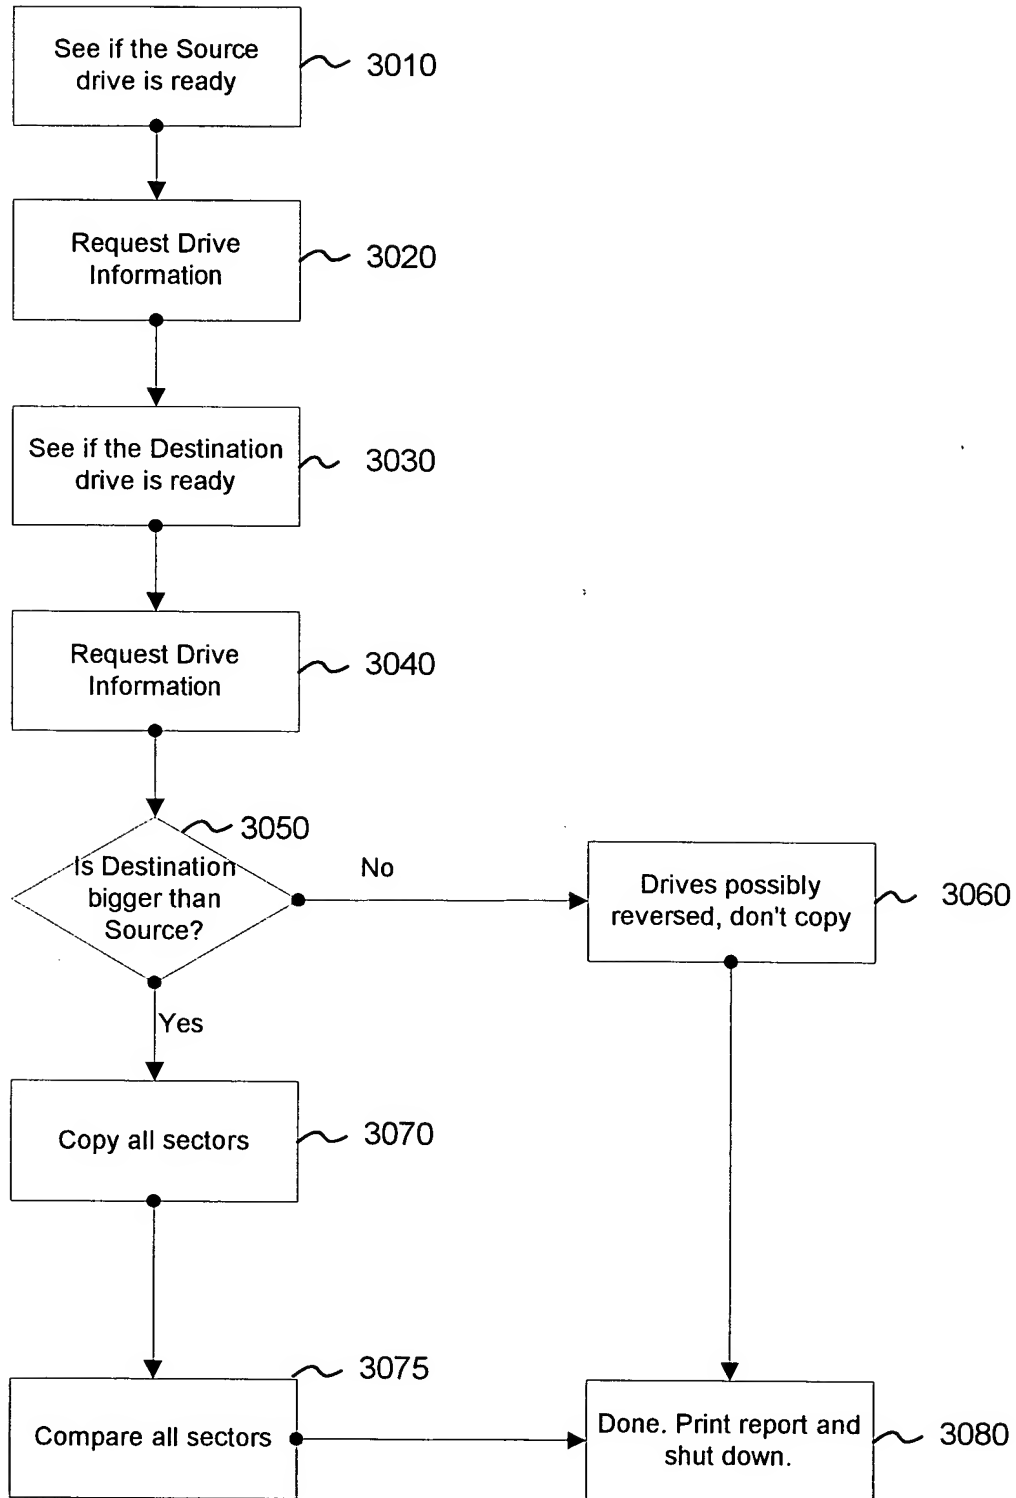 See if the Source
drive is ready
3010
Request Drive
Information
3020
See if the Destination
drive is ready
3030
Request Drive
Information
3040
3050
Is Destination
bigger than
Source?
No
Drives possibly
reversed, don't copy
3060
Yes
Copy all sectors
3070
3075
Compare all sectors
Done. Print report and
shut down.
3080